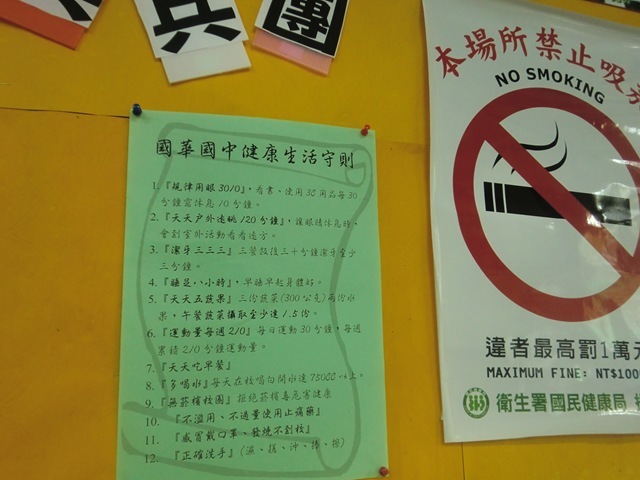 兵
團
國華國中健康生活守則
1.『規律用眼3010』，看書、使用3C用品每30
分鐘需休息10分鐘。
2.『天天戶外遠眺120分鐘』，讓眼睛休息時，
會到室外活動看看遠方。
3.『潔牙三三三』三餐飯後三十分鐘潔牙至少
三分鐘。
4.『睡足八小時』，早睡早起身體好。
5.『天天五蔬果』三份蔬菜(300公克)兩份水
果，午餐蔬菜攝取至少達1.5份。
6.『運動量每週210』每日運動30分鐘，每週
累積210分鐘運動量。
7.『天天吃早餐』
8.『多喝水』每天在校喝白開水達 上。
9.『無菸檳校園』拒絕菸檳毒危害健康
10.『不濫用、不過量使用止痛藥』
11.『感冒戴口罩、發燒不到校』
12.『正確洗手』(濕、搓、沖、捧、擦)
本場所禁止吸
NO SMOKING
違者最高罰1萬元
MAXIMUM FINE: NT$100
衛生署國民健康局